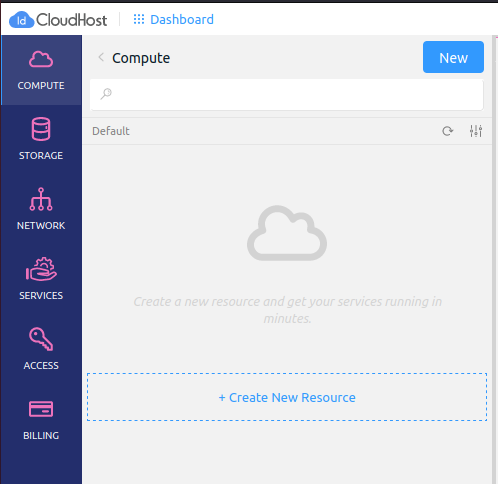 Id CloudHost
Dashboard
COMPUTE
STORAGE
NETWORK
SERVICES
ACCESS
BILLING
Compute
New
Default
Create a new resource and get your services running in
minutes.
+ Create New Resource